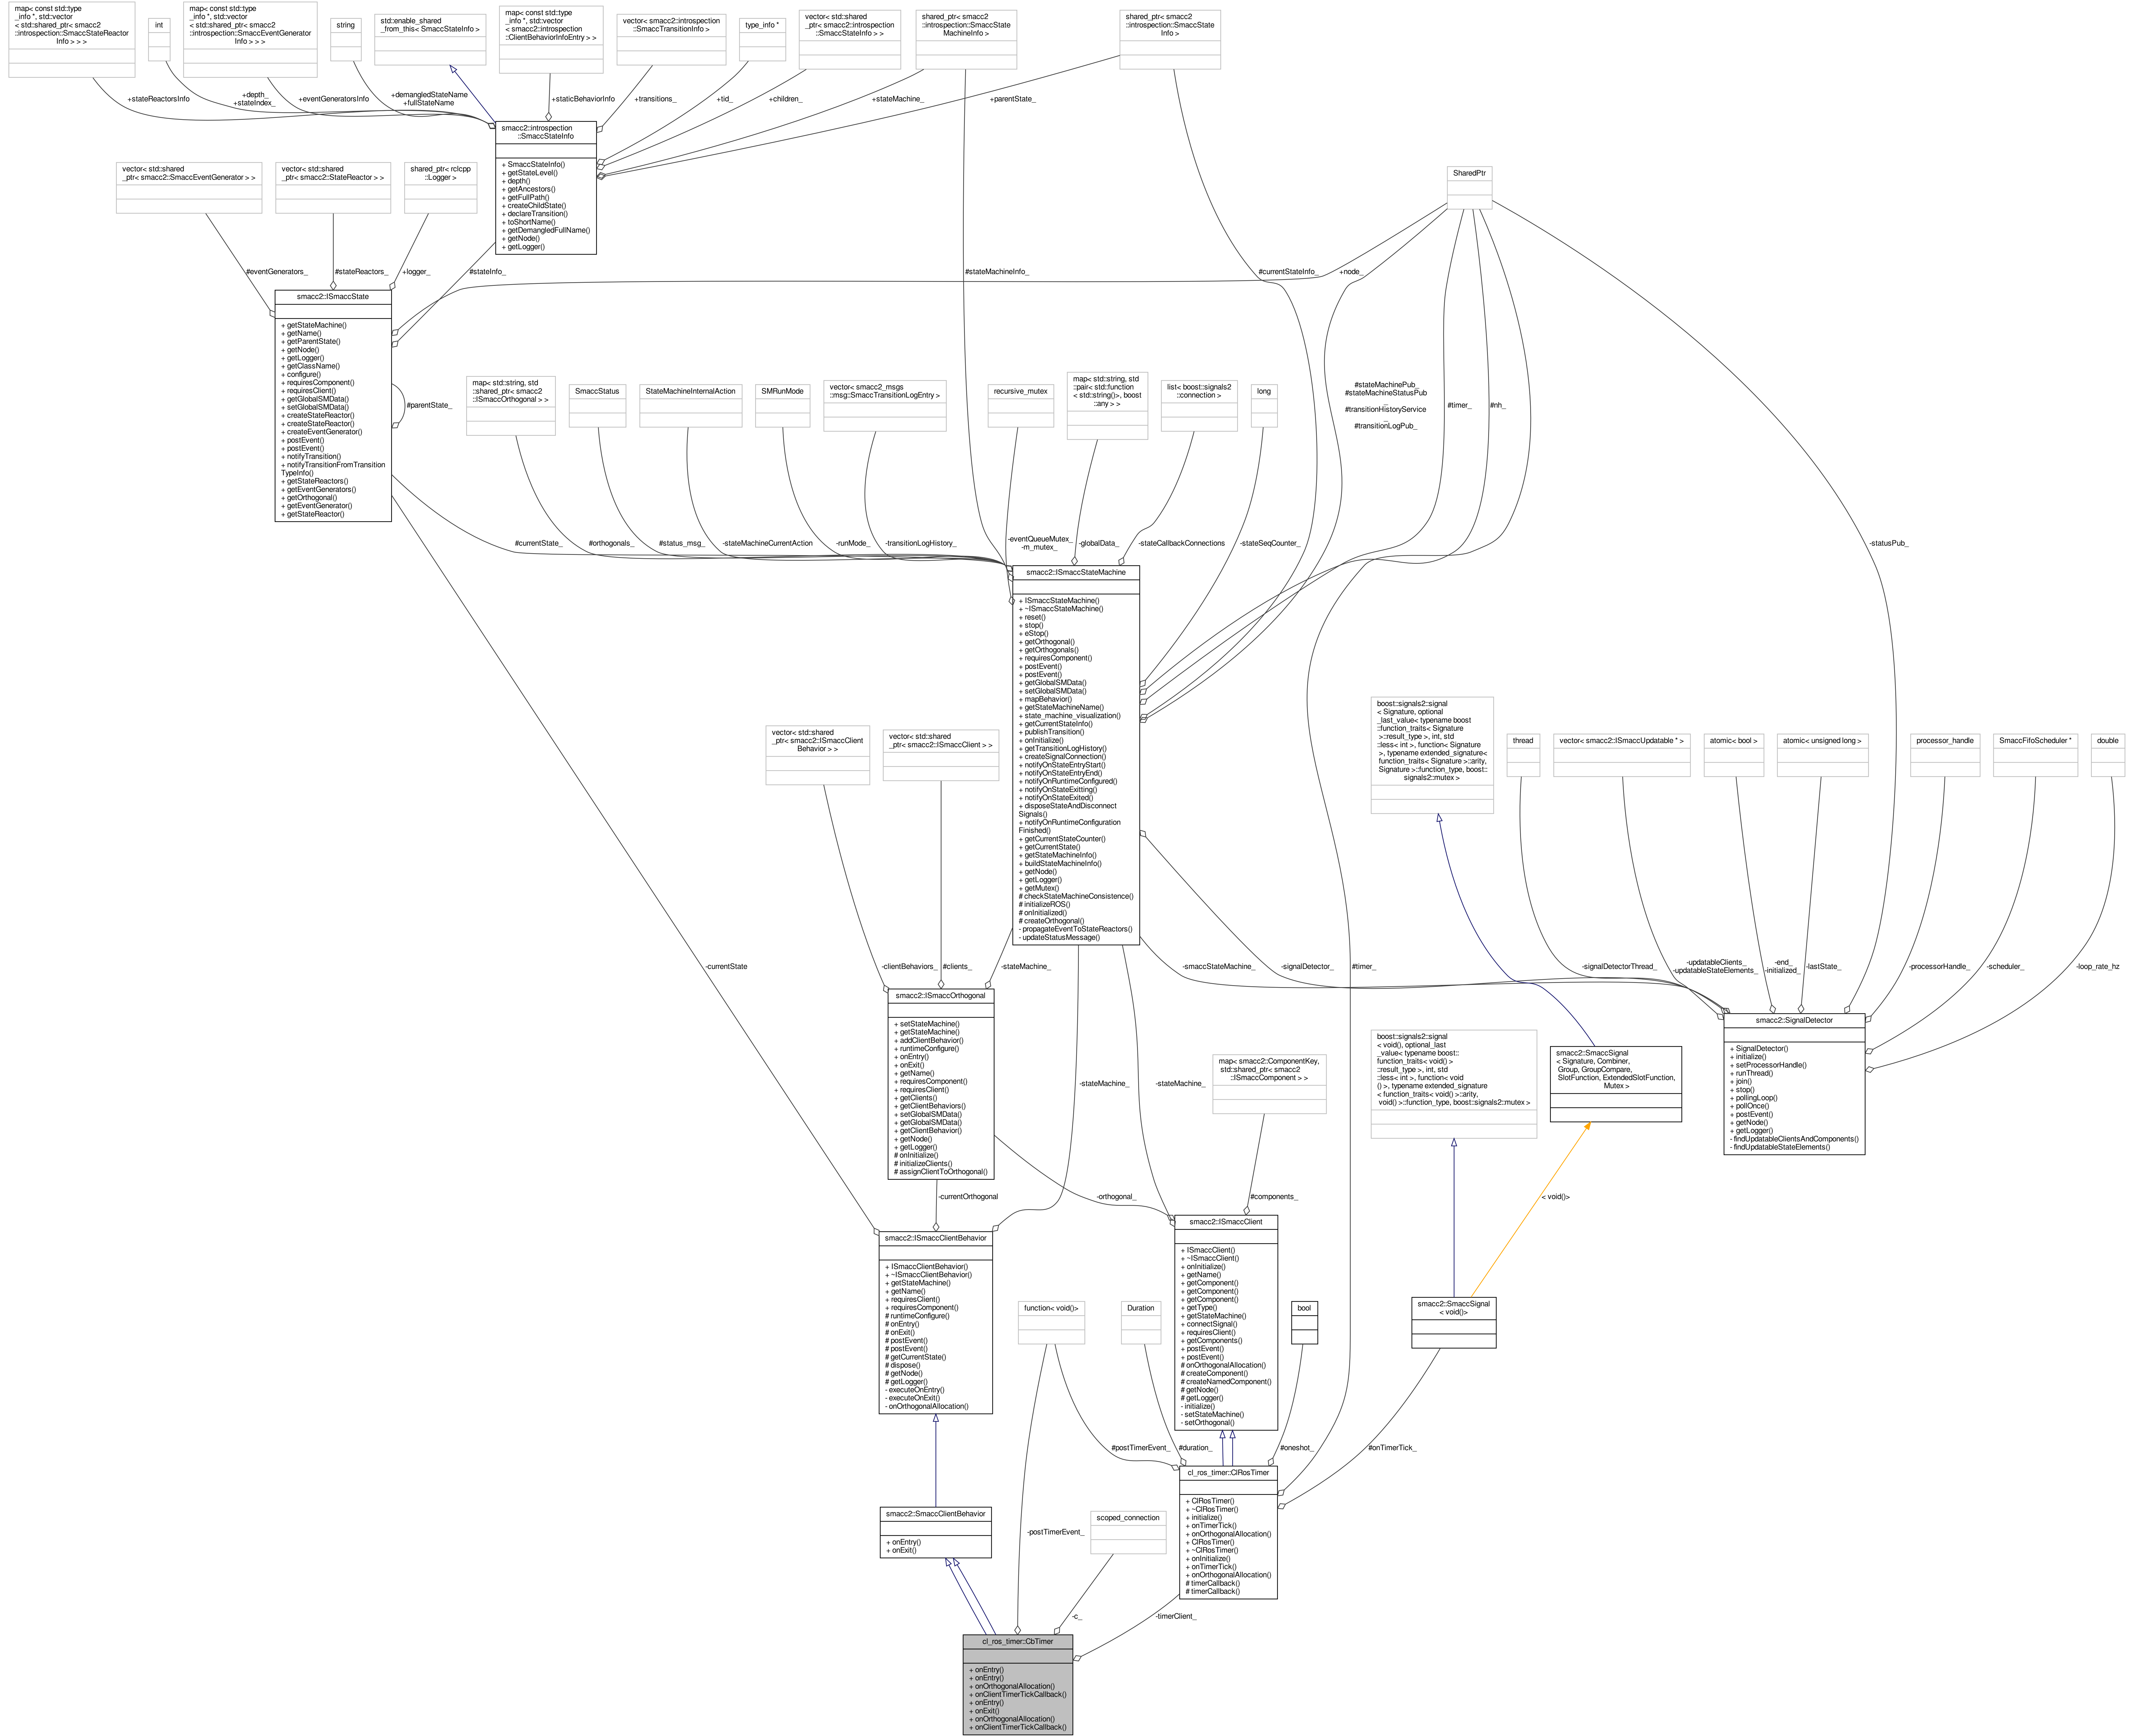 map< const std::type
_info *, std::vector
< std::shared_ptr< smacc2
::introspection::SmaccStateReactor
Info > > >
int
map< const std::type
_info *, std::vector
< std::shared_ptr< smacc2
::introspection::SmaccEventGenerator
Info > > >
string
std::enable_shared
_from_this< SmaccStateInfo >
map< const std::type
_info *, std::vector
< smacc2::introspection
::ClientBehaviorInfoEntry > >
vector< smacc2::introspection
::SmaccTransitionInfo >
type_info *
vector< std::shared
_ptr< smacc2::introspection
::SmaccStateInfo > >
shared_ptr< smacc2
::introspection::SmaccState
MachineInfo >
shared_ptr< smacc2
::introspection::SmaccState
Info >
+stateReactorsInfo
+depth_
+stateIndex_
+eventGeneratorsInfo
+demangledStateName
+fullStateName
+staticBehaviorInfo
+transitions_
+tid_
+children_
+stateMachine_
+parentState_
smacc2::introspection
::SmaccStateInfo
+ SmaccStateInfo()
+ getStateLevel()
+ depth()
+ getAncestors()
+ getFullPath()
+ createChildState()
+ declareTransition()
+ toShortName()
+ getDemangledFullName()
+ getNode()
+ getLogger()
vector< std::shared
_ptr< smacc2::SmaccEventGenerator > >
vector< std::shared
_ptr< smacc2::StateReactor > >
shared_ptr< rclcpp
::Logger >
SharedPtr
#eventGenerators_
#stateReactors_
+logger_
#stateInfo_
#stateMachineInfo_
#currentStateInfo_
+node_
smacc2::ISmaccState
+ getStateMachine()
+ getName()
+ getParentState()
+ getNode()
+ getLogger()
+ getClassName()
+ configure()
+ requiresComponent()
+ requiresClient()
+ getGlobalSMData()
+ setGlobalSMData()
+ createStateReactor()
+ createStateReactor()
+ createEventGenerator()
+ postEvent()
+ postEvent()
+ notifyTransition()
+ notifyTransitionFromTransition
TypeInfo()
+ getStateReactors()
+ getEventGenerators()
+ getOrthogonal()
+ getEventGenerator()
+ getStateReactor()
#parentState_
map< std::string, std
::shared_ptr< smacc2
::ISmaccOrthogonal > >
SmaccStatus
StateMachineInternalAction
SMRunMode
vector< smacc2_msgs
::msg::SmaccTransitionLogEntry >
recursive_mutex
map< std::string, std
::pair< std::function
< std::string()>, boost
::any > >
list< boost::signals2
::connection >
long
#stateMachinePub_
#stateMachineStatusPub
_
#transitionHistoryService
_
#transitionLogPub_
#timer_
#nh_
#currentState_
#orthogonals_
#status_msg_
-stateMachineCurrentAction
-runMode_
-transitionLogHistory_
-eventQueueMutex_
-m_mutex_
-globalData_
-stateCallbackConnections
-stateSeqCounter_
-statusPub_
smacc2::ISmaccStateMachine
+ ISmaccStateMachine()
+ ~ISmaccStateMachine()
+ reset()
+ stop()
+ eStop()
+ getOrthogonal()
+ getOrthogonals()
+ requiresComponent()
+ postEvent()
+ postEvent()
+ getGlobalSMData()
+ setGlobalSMData()
+ mapBehavior()
+ getStateMachineName()
+ state_machine_visualization()
+ getCurrentStateInfo()
+ publishTransition()
+ onInitialize()
+ getTransitionLogHistory()
+ createSignalConnection()
+ notifyOnStateEntryStart()
+ notifyOnStateEntryEnd()
+ notifyOnRuntimeConfigured()
+ notifyOnStateExitting()
+ notifyOnStateExited()
+ disposeStateAndDisconnect
Signals()
+ notifyOnRuntimeConfiguration
Finished()
+ getCurrentStateCounter()
+ getCurrentState()
+ getStateMachineInfo()
+ buildStateMachineInfo()
+ getNode()
+ getLogger()
+ getMutex()
# checkStateMachineConsistence()
# initializeROS()
# onInitialized()
# createOrthogonal()
- propagateEventToStateReactors()
- updateStatusMessage()
vector< std::shared
_ptr< smacc2::ISmaccClient
Behavior > >
vector< std::shared
_ptr< smacc2::ISmaccClient > >
boost::signals2::signal
< Signature, optional
_last_value< typename boost
::function_traits< Signature
>::result_type >, int, std
::less< int >, function< Signature
>, typename extended_signature<
function_traits< Signature >::arity,
Signature >::function_type, boost::
signals2::mutex >
thread
vector< smacc2::ISmaccUpdatable * >
atomic< bool >
atomic< unsigned long >
processor_handle
SmaccFifoScheduler *
double
-currentState
-clientBehaviors_
#clients_
-stateMachine_
-smaccStateMachine_
-signalDetector_
#timer_
-signalDetectorThread_
-updatableClients_
-updatableStateElements_
-end_
-initialized_
-lastState_
-processorHandle_
-scheduler_
-loop_rate_hz
smacc2::ISmaccOrthogonal
+ setStateMachine()
+ getStateMachine()
+ addClientBehavior()
+ runtimeConfigure()
+ onEntry()
+ onExit()
+ getName()
+ requiresComponent()
+ requiresClient()
+ getClients()
+ getClientBehaviors()
+ setGlobalSMData()
+ getGlobalSMData()
+ getClientBehavior()
+ getNode()
+ getLogger()
# onInitialize()
# initializeClients()
# assignClientToOrthogonal()
smacc2::SignalDetector
+ SignalDetector()
+ initialize()
+ setProcessorHandle()
+ runThread()
+ join()
+ stop()
+ pollingLoop()
+ pollOnce()
+ postEvent()
+ getNode()
+ getLogger()
- findUpdatableClientsAndComponents()
- findUpdatableStateElements()
-stateMachine_
-stateMachine_
map< smacc2::ComponentKey,
std::shared_ptr< smacc2
::ISmaccComponent > >
boost::signals2::signal
< void(), optional_last
_value< typename boost::
function_traits< void() >
::result_type >, int, std
::less< int >, function< void
() >, typename extended_signature
< function_traits< void() >::arity,
void() >::function_type, boost::signals2::mutex >
smacc2::SmaccSignal
< Signature, Combiner,
Group, GroupCompare,
SlotFunction, ExtendedSlotFunction,
Mutex >
-currentOrthogonal
-orthogonal_
#components_
< void()>
smacc2::ISmaccClientBehavior
+ ISmaccClientBehavior()
+ ~ISmaccClientBehavior()
+ getStateMachine()
+ getName()
+ requiresClient()
+ requiresComponent()
# runtimeConfigure()
# onEntry()
# onExit()
# postEvent()
# postEvent()
# getCurrentState()
# dispose()
# getNode()
# getLogger()
- executeOnEntry()
- executeOnExit()
- onOrthogonalAllocation()
smacc2::ISmaccClient
+ ISmaccClient()
+ ~ISmaccClient()
+ onInitialize()
+ getName()
+ getComponent()
+ getComponent()
+ getComponent()
+ getType()
+ getStateMachine()
+ connectSignal()
+ requiresClient()
+ getComponents()
+ postEvent()
+ postEvent()
# onOrthogonalAllocation()
# createComponent()
# createNamedComponent()
# getNode()
# getLogger()
- initialize()
- setStateMachine()
- setOrthogonal()
function< void()>
Duration
bool
smacc2::SmaccSignal
< void()>
#postTimerEvent_
#duration_
#oneshot_
#onTimerTick_
cl_ros_timer::ClRosTimer
+ ClRosTimer()
+ ~ClRosTimer()
+ initialize()
+ onTimerTick()
+ onOrthogonalAllocation()
+ ClRosTimer()
+ ~ClRosTimer()
+ onInitialize()
+ onTimerTick()
+ onOrthogonalAllocation()
# timerCallback()
# timerCallback()
smacc2::SmaccClientBehavior
+ onEntry()
+ onExit()
scoped_connection
-postTimerEvent_
-c_
-timerClient_
cl_ros_timer::CbTimer
+ onEntry()
+ onEntry()
+ onOrthogonalAllocation()
+ onClientTimerTickCallback()
+ onEntry()
+ onExit()
+ onOrthogonalAllocation()
+ onClientTimerTickCallback()